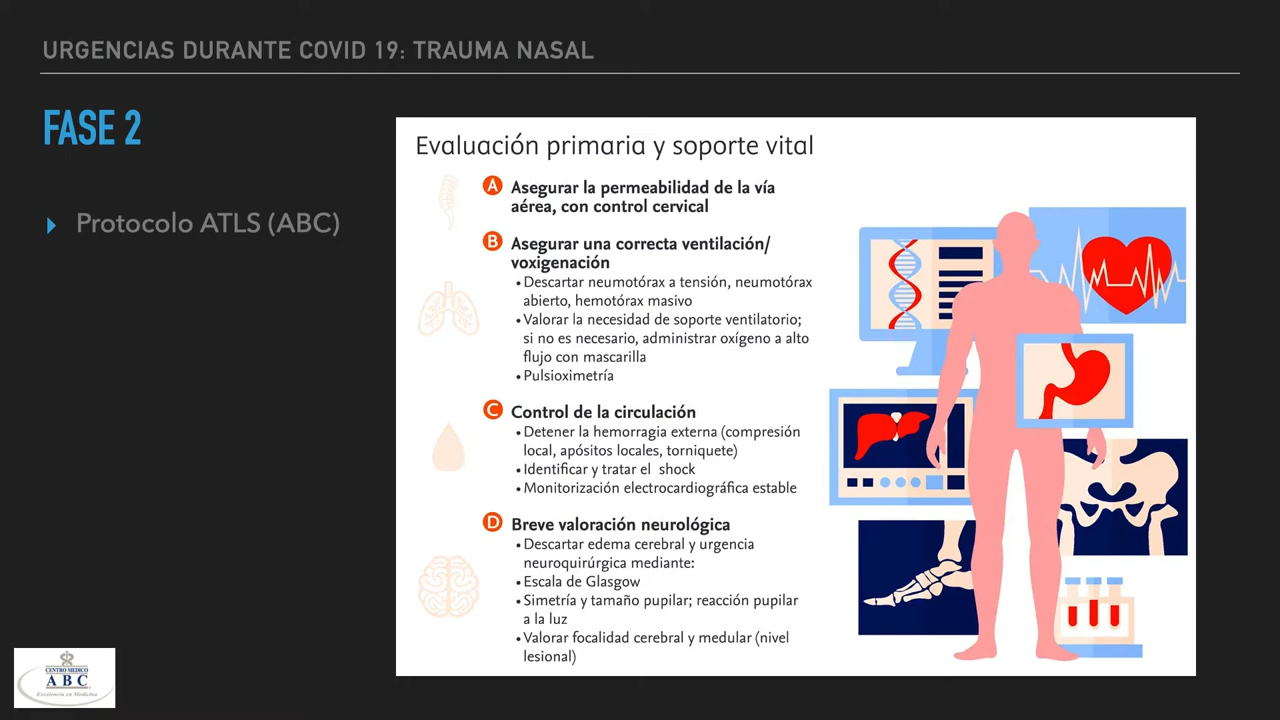 URGENCIAS DURANTE COVID 19: TRAUMA NASAL
FASE 2
Protocolo ATLS (ABC)
Evaluación primaria y soporte vital
A Asegurar la permeabilidad de la vía
aérea, con control cervical
B Asegurar una correcta ventilación/
voxigenación
• Descartar neumotórax a tensión, neumotórax
abierto, hemotórax masivo
• Valorar la necesidad de soporte ventilatorio;
si no es necesario, administrar oxígeno a alto
flujo con mascarilla
• Pulsioximetría
C Control de la circulación
• Detener la hemorragia externa (compresión
local, apósitos locales, torniquete)
• Identificar y tratar el shock
• Monitorización electrocardiográfica estable
D Breve valoración neurológica
• Descartar edema cerebral y urgencia
neuroquirúrgica mediante:
• Escala de Glasgow
• Simetría y tamaño pupilar; reacción pupilar
a la luz
• Valorar focalidad cerebral y medular (nivel
lesional)
CENTRO MEDICO
ABC
Excelencia en Medicina